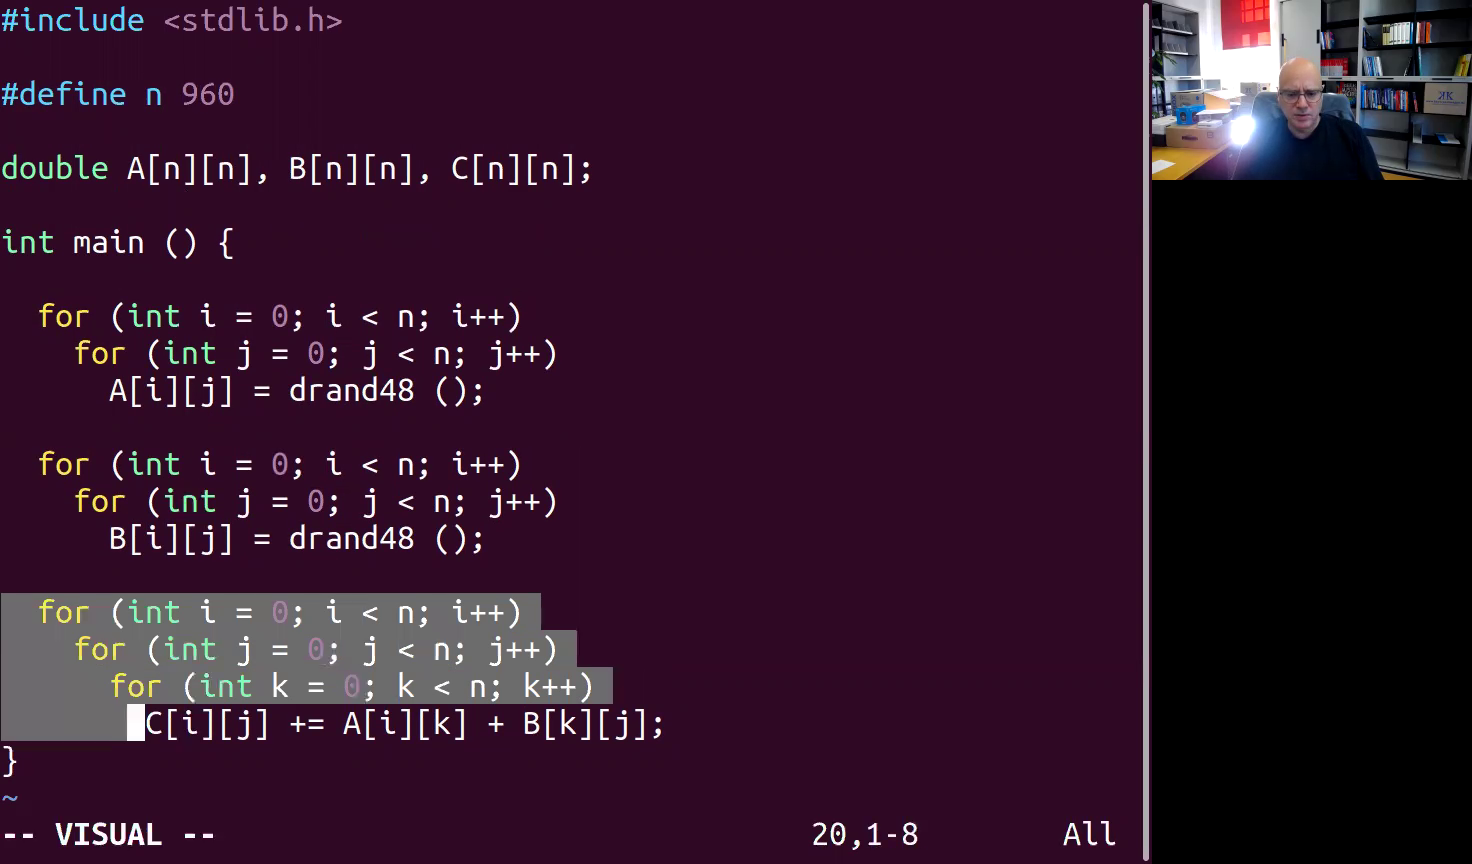 #include <stdlib.h>
#define n 960
double A[n][n], B[n][n], C[n][n];
int main () {
for (int i = 0; i < n; i++)
for (int j = 0; j < n; j++)
A[i][j] = drand48 ();
for (int i = 0; i < n; i++)
for (int j = 0; j < n; j++)
B[i][j] = drand48 ();
for (int i = 0; i < n; i++)
for (int j = 0; j < n; j++)
for (int k = 0; k < n; k++)
C[i][j] += A[i][k] + B[k][j];
}
~
-- VISUAL -- 20,1-8 All